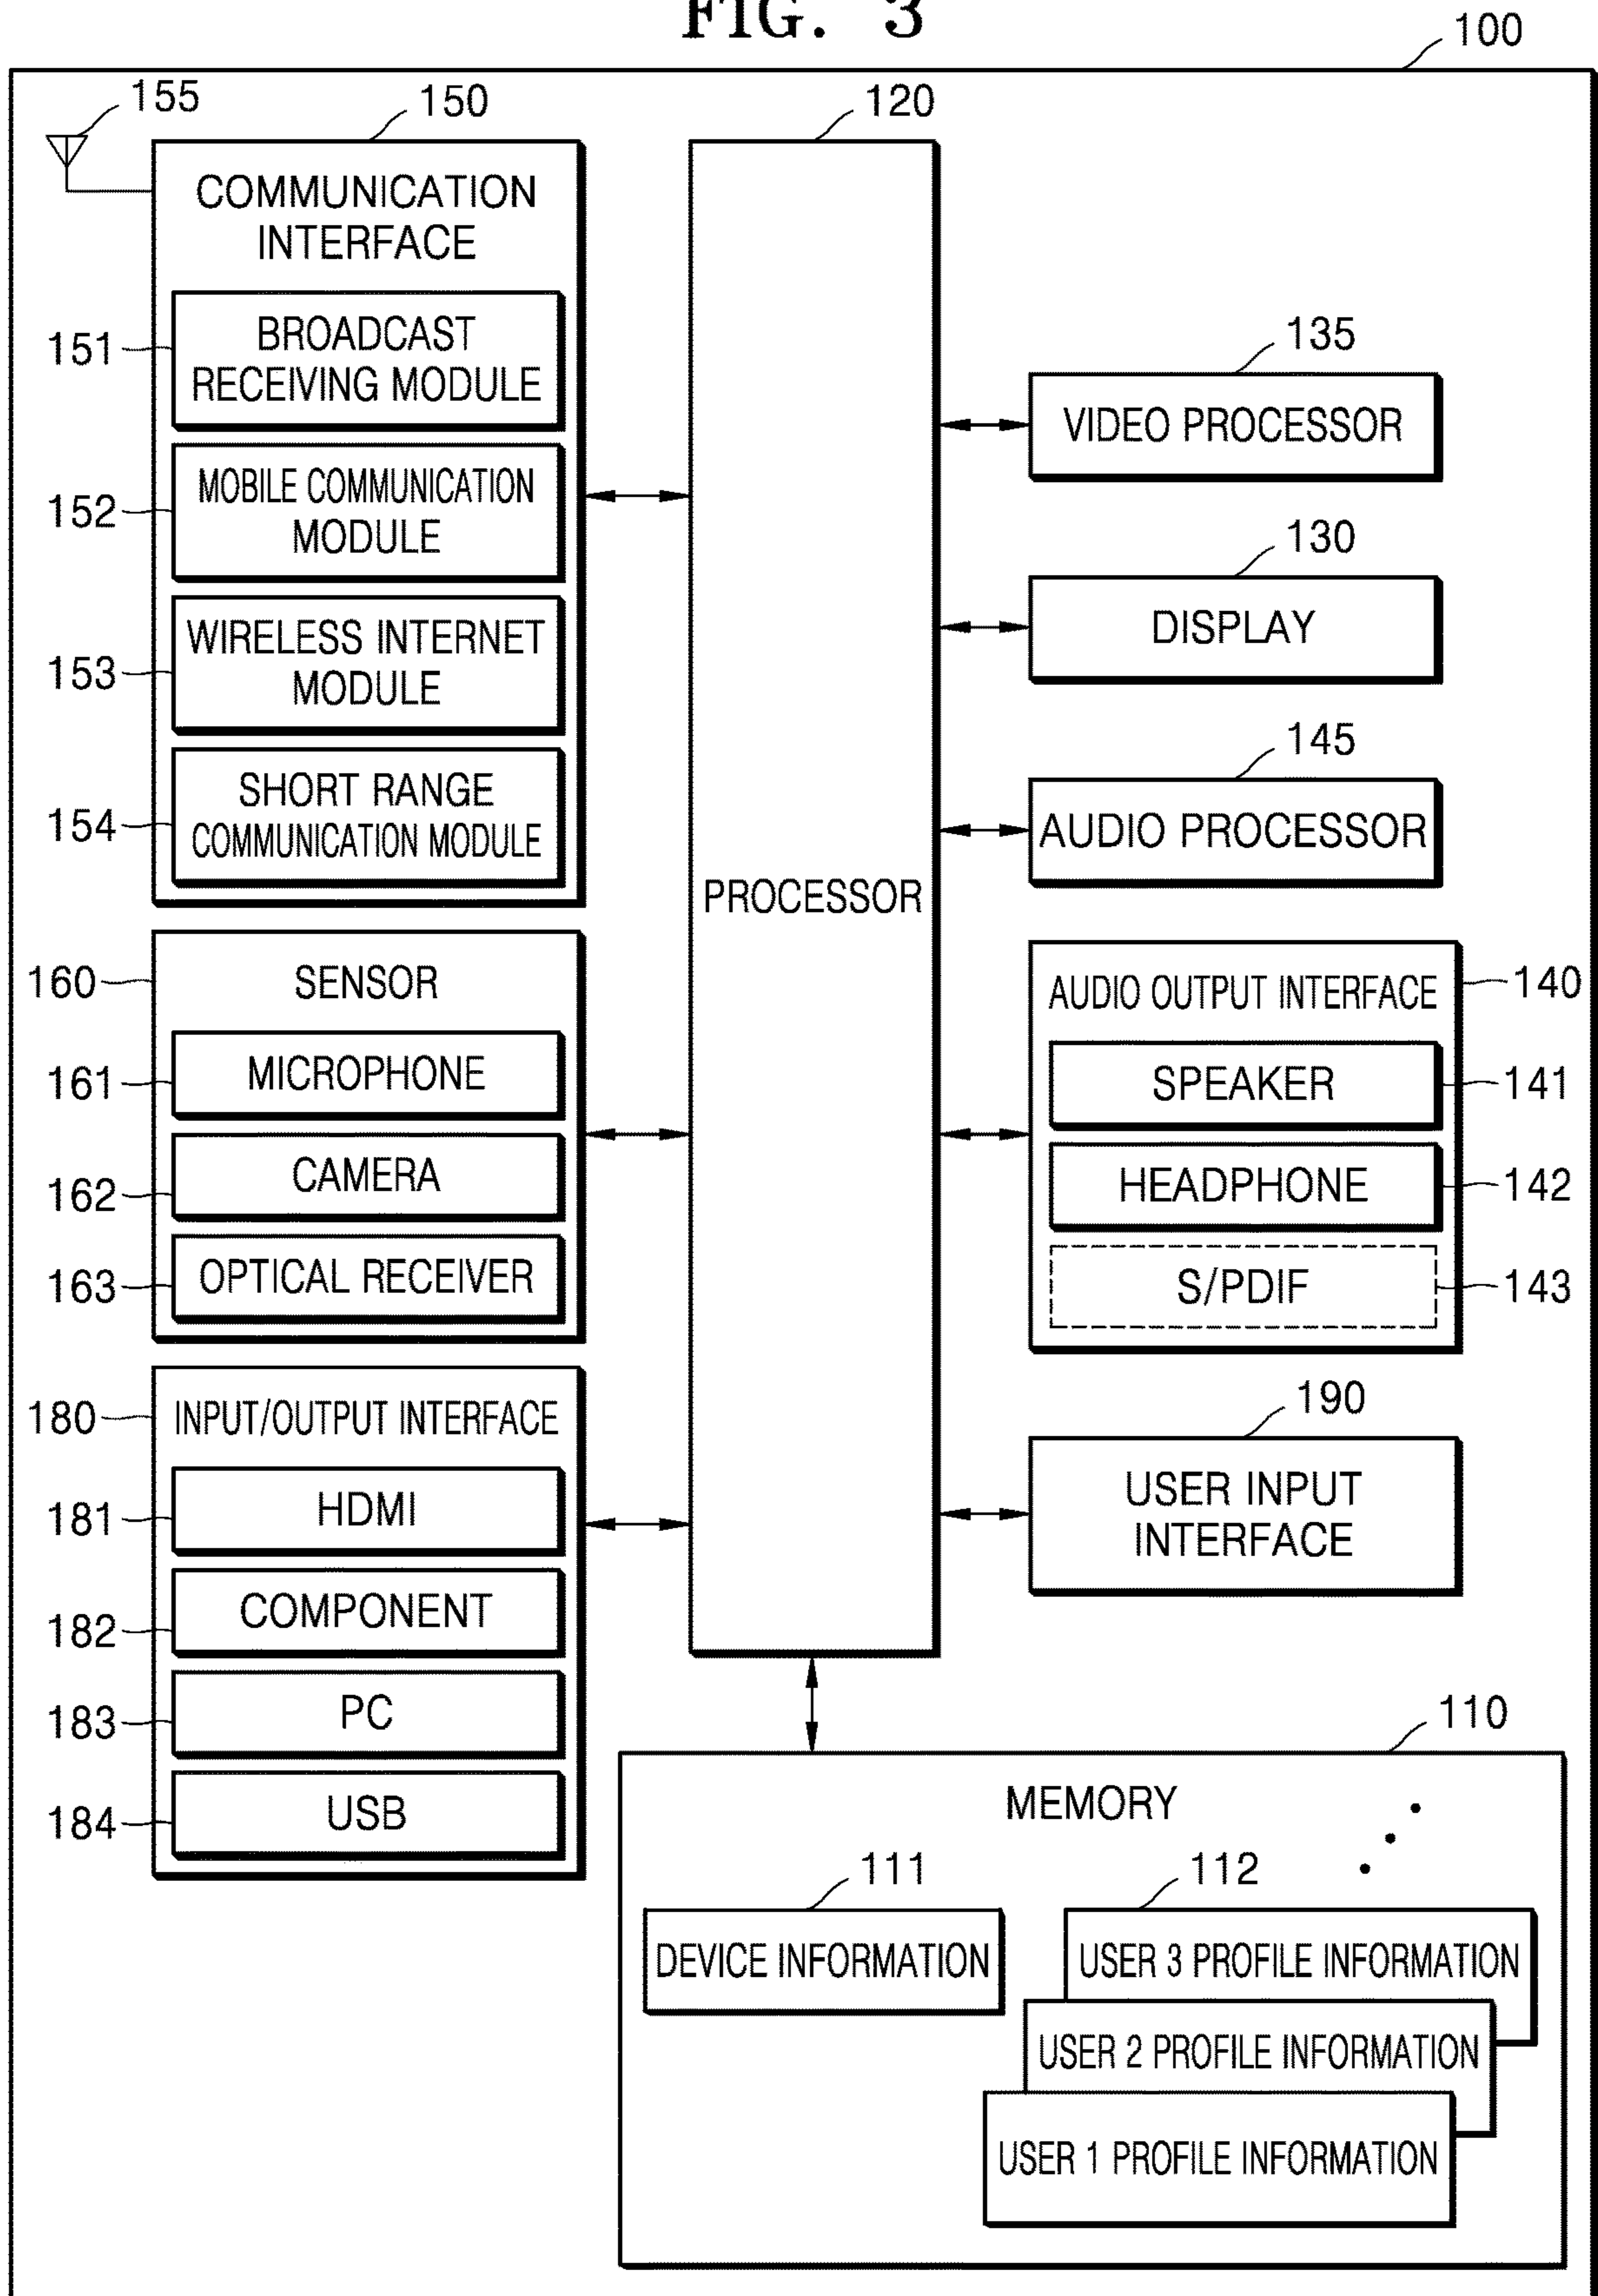 FIG. 3
100
155
150
COMMUNICATION
INTERFACE
151
BROADCAST
RECEIVING MODULE
152
MOBILE COMMUNICATION
MODULE
153
WIRELESS INTERNET
MODULE
154
SHORT RANGE
COMMUNICATION MODULE
160
SENSOR
161
MICROPHONE
162
CAMERA
163
OPTICAL RECEIVER
180
INPUT/OUTPUT INTERFACE
181
HDMI
182
COMPONENT
183
PC
184
USB
120
PROCESSOR
135
VIDEO PROCESSOR
130
DISPLAY
145
AUDIO PROCESSOR
AUDIO OUTPUT INTERFACE
140
SPEAKER
141
HEADPHONE
142
S/PDIF
143
190
USER INPUT
INTERFACE
110
MEMORY
111
DEVICE INFORMATION
112
USER 3 PROFILE INFORMATION
USER 2 PROFILE INFORMATION
USER 1 PROFILE INFORMATION